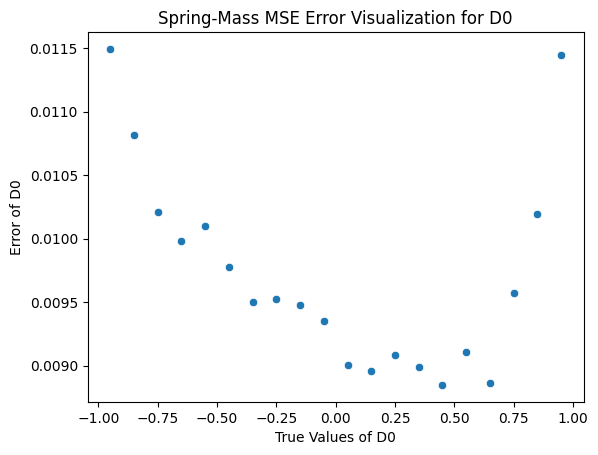 Spring-Mass MSE Error Visualization for D0
Error of D0
0.0115
0.0110
0.0105
0.0100
0.0095
0.0090
−1.00 −0.75 −0.50 −0.25 0.00 0.25 0.50 0.75 1.00
True Values of D0